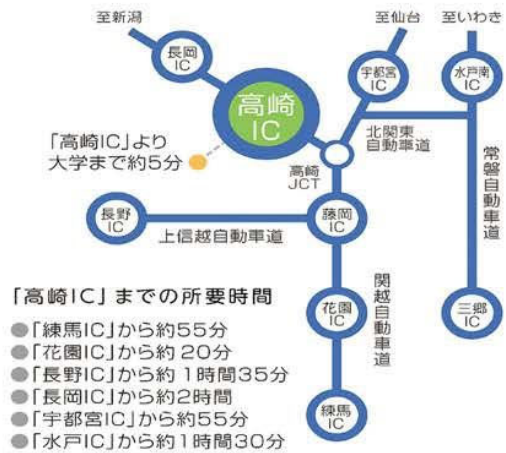 至新潟
至仙台
至いわき
長岡
IC
宇都宮
IC
水戸南
IC
高崎
IC
北関東
自動車道
「高崎IC」より
大学まで約5分
高崎
JCT
常磐自動車道
長野
IC
上信越自動車道
藤岡
IC
関越自動車道
「高崎IC」までの所要時間
花園
IC
三郷
IC
●「練馬IC」から約55分
●「花園IC」から約20分
●「長野IC」から約1時間35分
●「長岡IC」から約2時間
●「宇都宮IC」から約55分
●「水戸IC」から約1時間30分
練馬
IC